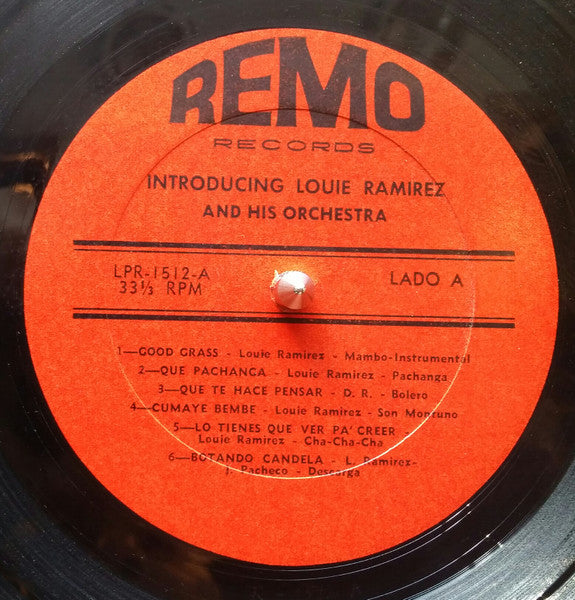 REMO
RECORDS
INTRODUCING LOUIE RAMIREZ
AND HIS ORCHESTRA
LPR-1512-A
33⅓ RPM
LADO A
1—GOOD GRASS - Louie Ramirez - Mambo-Instrumental
2—QUE PACHANCA - Louie Ramirez - Pachanga
3—QUE TE HACE PENSAR - D. R. - Bolero
4—CUMAYE BEMBE - Louie Ramirez - Son Montuno
5—LO TIENES QUE VER PA' CREER -
Louie Ramirez - Cha-Cha-Cha
6—BOTANDO CANDELA - L. Ramirez-
J. Pacheco - Descarga